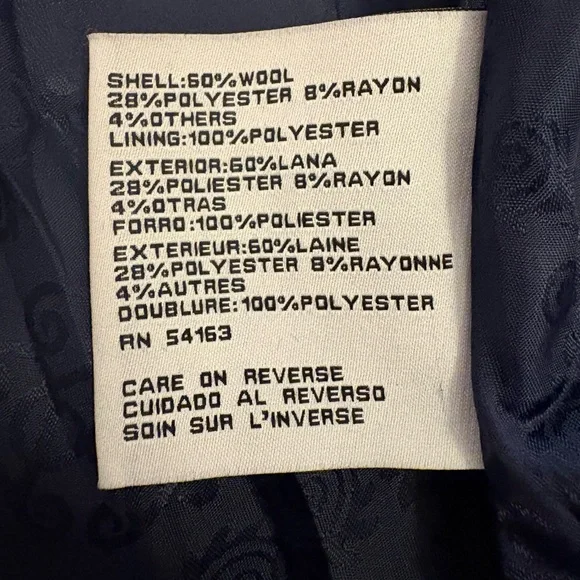 SHELL:60%WOOL
28%POLYESTER 8%RAYON
4%OTHERS
LINING:100%POLYESTER
EXTERIOR:60%LANA
28%POLIESTER 8%RAYON
4%OTRAS
FORRO:100%POLIESTER
EXTERIEUR:60%LAINE
28%POLYESTER 8%RAYONNE
4%AUTRES
DOUBLURE:100%POLYESTER
RN 54163
CARE ON REVERSE
CUIDADO AL REVERSO
SOIN SUR L'INVERSE